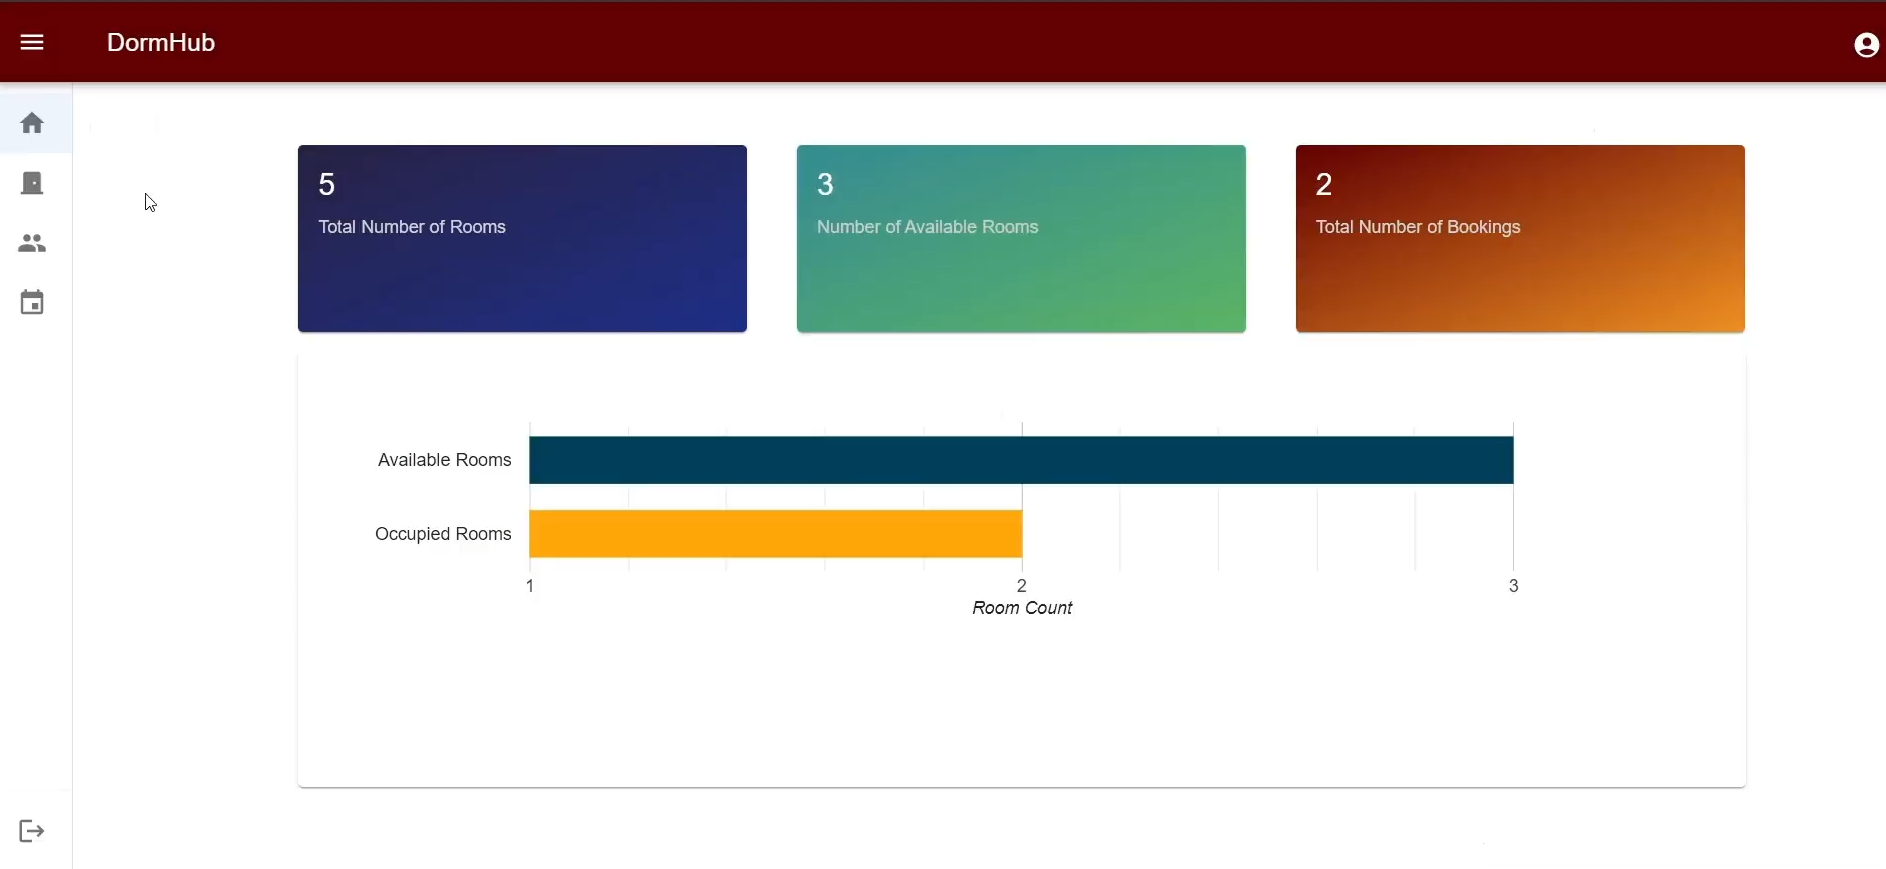 DormHub
5
Total Number of Rooms
3
Number of Available Rooms
2
Total Number of Bookings
Available Rooms
Occupied Rooms
1 2 3
Room Count